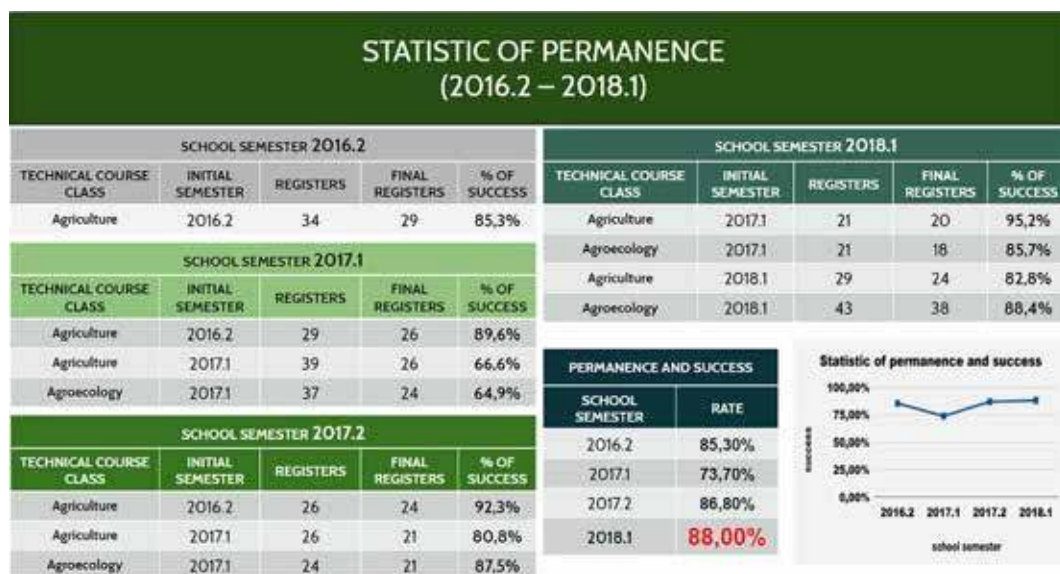 STATISTIC OF PERMANENCE
(2016.2 – 2018.1)
SCHOOL SEMESTER 2016.2
TECHNICAL COURSE CLASS INITIAL SEMESTER REGISTERS FINAL REGISTERS % OF SUCCESS
Agriculture 2016.2 34 29 85,3%
SCHOOL SEMESTER 2017.1
TECHNICAL COURSE CLASS INITIAL SEMESTER REGISTERS FINAL REGISTERS % OF SUCCESS
Agriculture 2016.2 29 26 89,6%
Agriculture 2017.1 39 26 66,6%
Agroecology 2017.1 37 24 64,9%
SCHOOL SEMESTER 2017.2
TECHNICAL COURSE CLASS INITIAL SEMESTER REGISTERS FINAL REGISTERS % OF SUCCESS
Agriculture 2016.2 26 24 92,3%
Agriculture 2017.1 26 21 80,8%
Agroecology 2017.1 24 21 87,5%
SCHOOL SEMESTER 2018.1
TECHNICAL COURSE CLASS INITIAL SEMESTER REGISTERS FINAL REGISTERS % OF SUCCESS
Agriculture 2017.1 21 20 95,2%
Agroecology 2017.1 21 18 85,7%
Agriculture 2018.1 29 24 82,8%
Agroecology 2018.1 43 38 88,4%
PERMANENCE AND SUCCESS
SCHOOL SEMESTER RATE
2016.2 85,30%
2017.1 73,70%
2017.2 86,80%
2018.1 88,00%
Statistic of permanence and success
100,00%
75,00%
50,00%
25,00%
0,00%
success
2016.2 2017.1 2017.2 2018.1
school semester